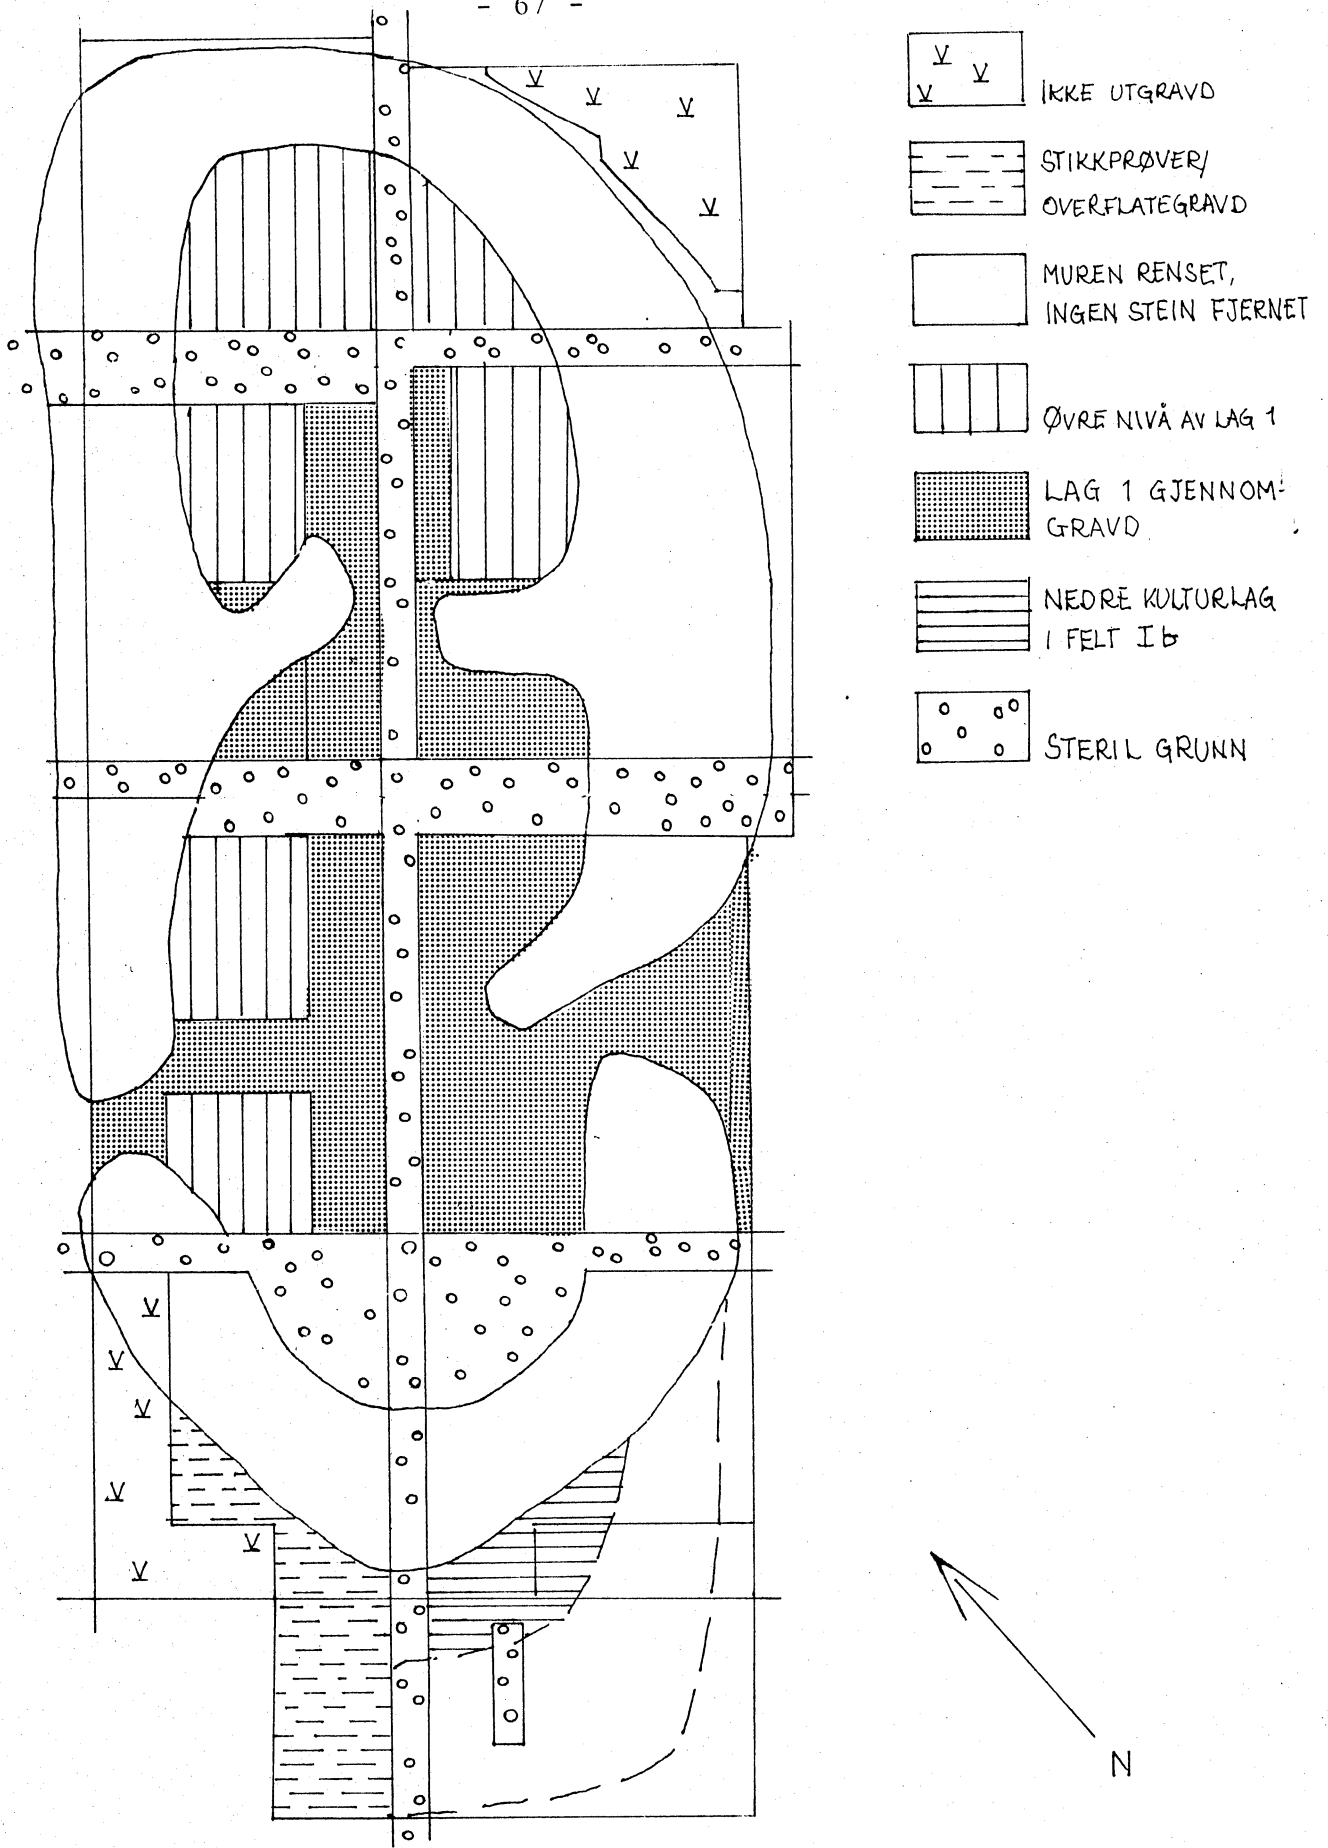 - 67 -
IKKE UTGRAVD
STIKKPRØVER/
OVERFLATEGRAVD
MUREN RENSET,
INGEN STEIN FJERNET
ØVRE NIVÅ AV LAG 1
LAG 1 GJENNOM-
GRAVD
NEDRE KULTURLAG
I FELT I b
STERIL GRUNN
N